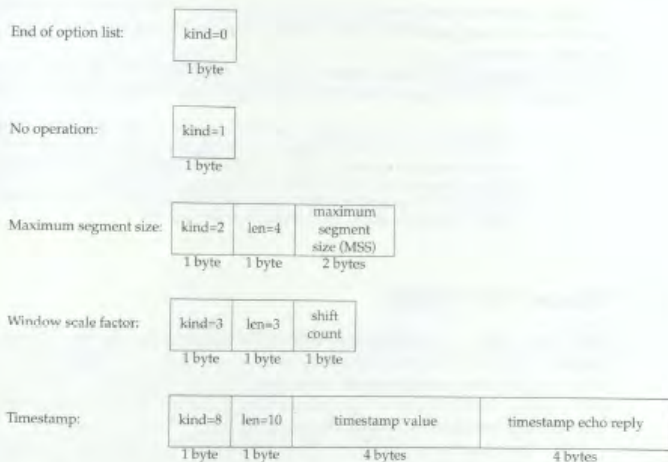 End of option list:
kind=0
1 byte
No operation:
kind=1
1 byte
Maximum segment size:
kind=2
len=4
maximum
segment
size (MSS)
1 byte
1 byte
2 bytes
Window scale factor:
kind=3
len=3
shift
count
1 byte
1 byte
1 byte
Timestamp:
kind=8
len=10
timestamp value
timestamp echo reply
1 byte
1 byte
4 bytes
4 bytes